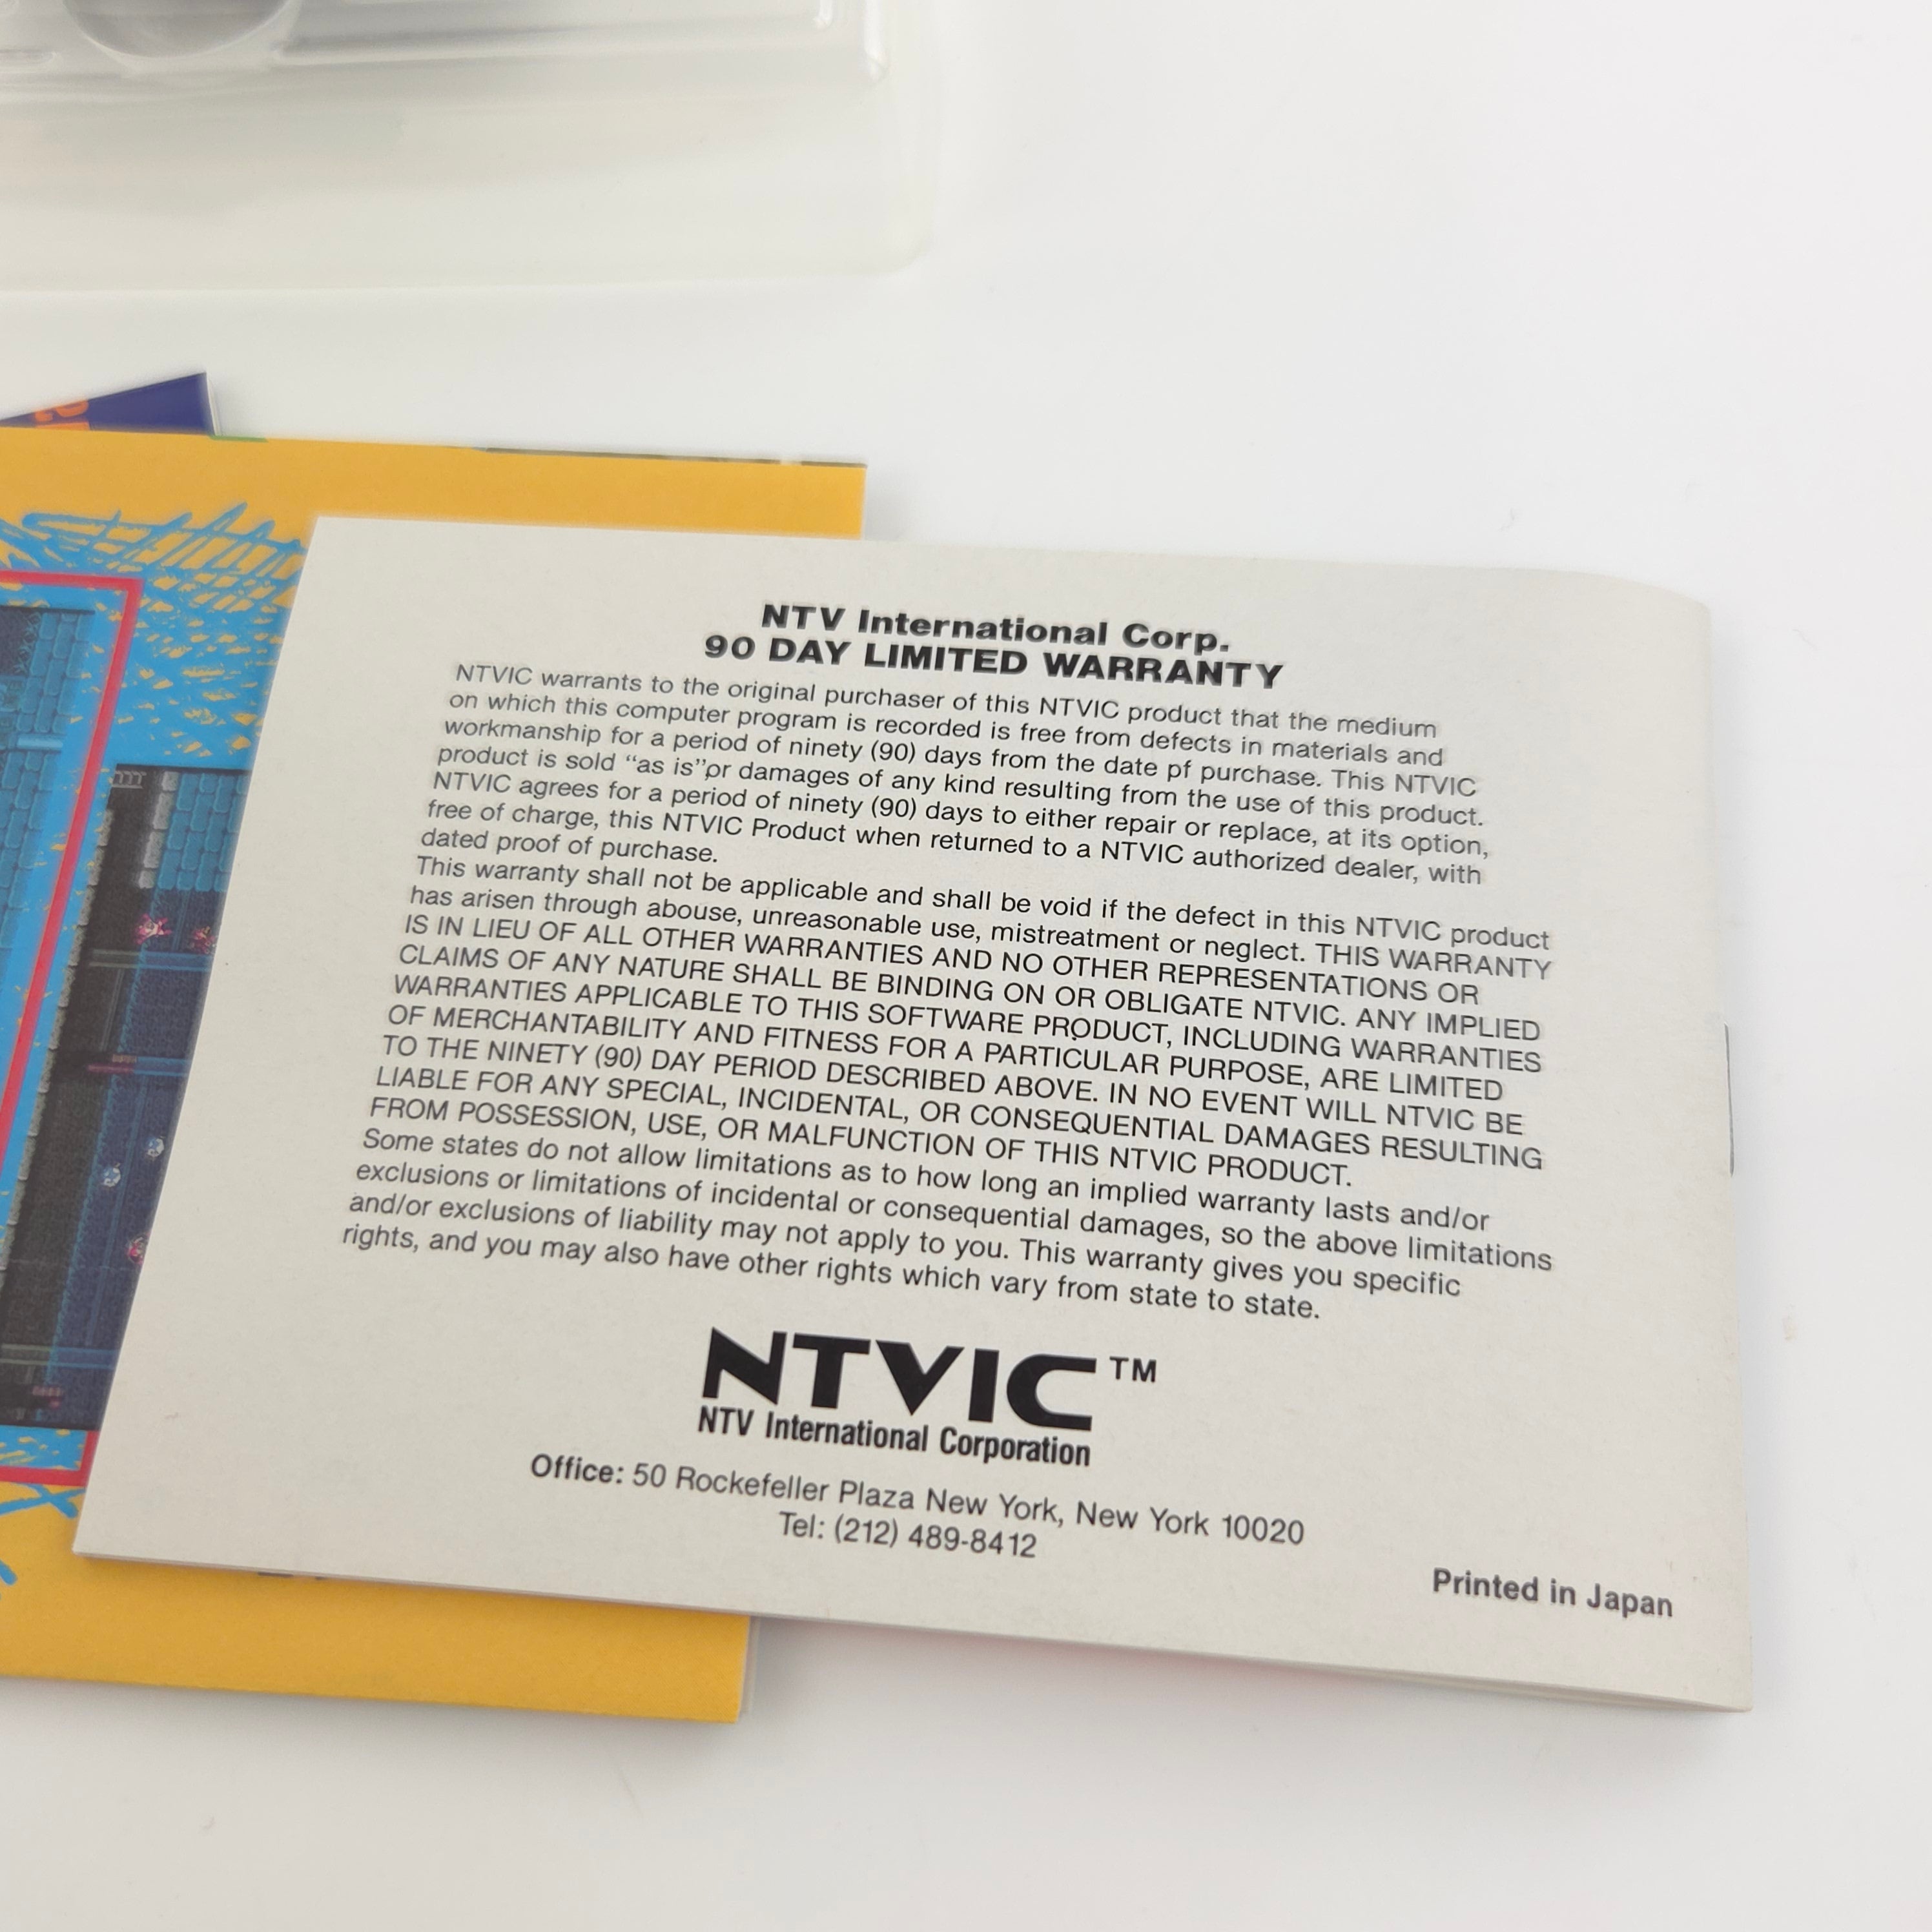 NTV International Corp.
90 DAY LIMITED WARRANTY
NTVIC warrants to the original purchaser of this NTVIC product that the medium
on which this computer program is recorded is free from defects in materials and
workmanship for a period of ninety (90) days from the date pf purchase. This NTVIC
product is sold “as is”pr damages of any kind resulting from the use of this product.
NTVIC agrees for a period of ninety (90) days to either repair or replace, at its option,
free of charge, this NTVIC Product when returned to a NTVIC authorized dealer, with
dated proof of purchase.
This warranty shall not be applicable and shall be void if the defect in this NTVIC product
has arisen through abouse, unreasonable use, mistreatment or neglect. THIS WARRANTY
IS IN LIEU OF ALL OTHER WARRANTIES AND NO OTHER REPRESENTATIONS OR
CLAIMS OF ANY NATURE SHALL BE BINDING ON OR OBLIGATE NTVIC. ANY IMPLIED
WARRANTIES APPLICABLE TO THIS SOFTWARE PRODUCT, INCLUDING WARRANTIES
OF MERCHANTABILITY AND FITNESS FOR A PARTICULAR PURPOSE, ARE LIMITED
TO THE NINETY (90) DAY PERIOD DESCRIBED ABOVE. IN NO EVENT WILL NTVIC BE
LIABLE FOR ANY SPECIAL, INCIDENTAL, OR CONSEQUENTIAL DAMAGES RESULTING
FROM POSSESSION, USE, OR MALFUNCTION OF THIS NTVIC PRODUCT.
Some states do not allow limitations as to how long an implied warranty lasts and/or
exclusions or limitations of incidental or consequential damages, so the above limitations
and/or exclusions of liability may not apply to you. This warranty gives you specific
rights, and you may also have other rights which vary from state to state.
NTVIC™
NTV International Corporation
Office: 50 Rockefeller Plaza New York, New York 10020
Tel: (212) 489-8412
Printed in Japan